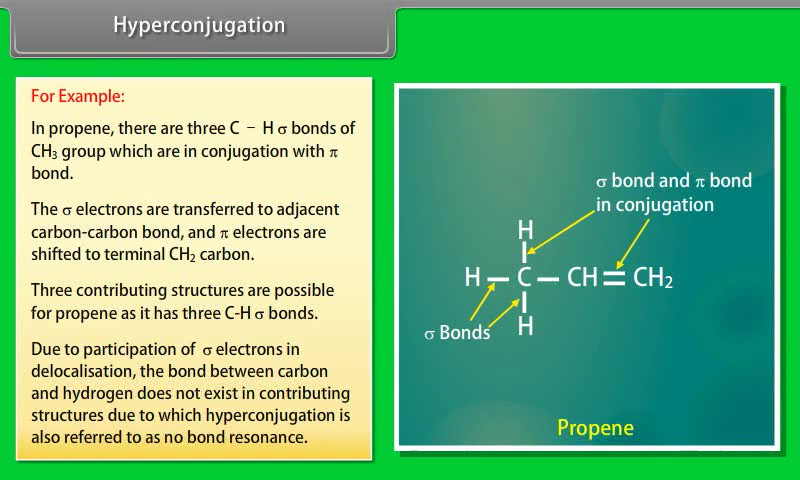 Hyperconjugation
For Example:
In propene, there are three C – H σ bonds of
CH₃ group which are in conjugation with π
bond.
The σ electrons are transferred to adjacent
carbon-carbon bond, and π electrons are
shifted to terminal CH₂ carbon.
Three contributing structures are possible
for propene as it has three C-H σ bonds.
Due to participation of σ electrons in
delocalisation, the bond between carbon
and hydrogen does not exist in contributing
structures due to which hyperconjugation is
also referred to as no bond resonance.
σ bond and π bond
in conjugation
H
H – C – CH = CH₂
H
σ Bonds
Propene